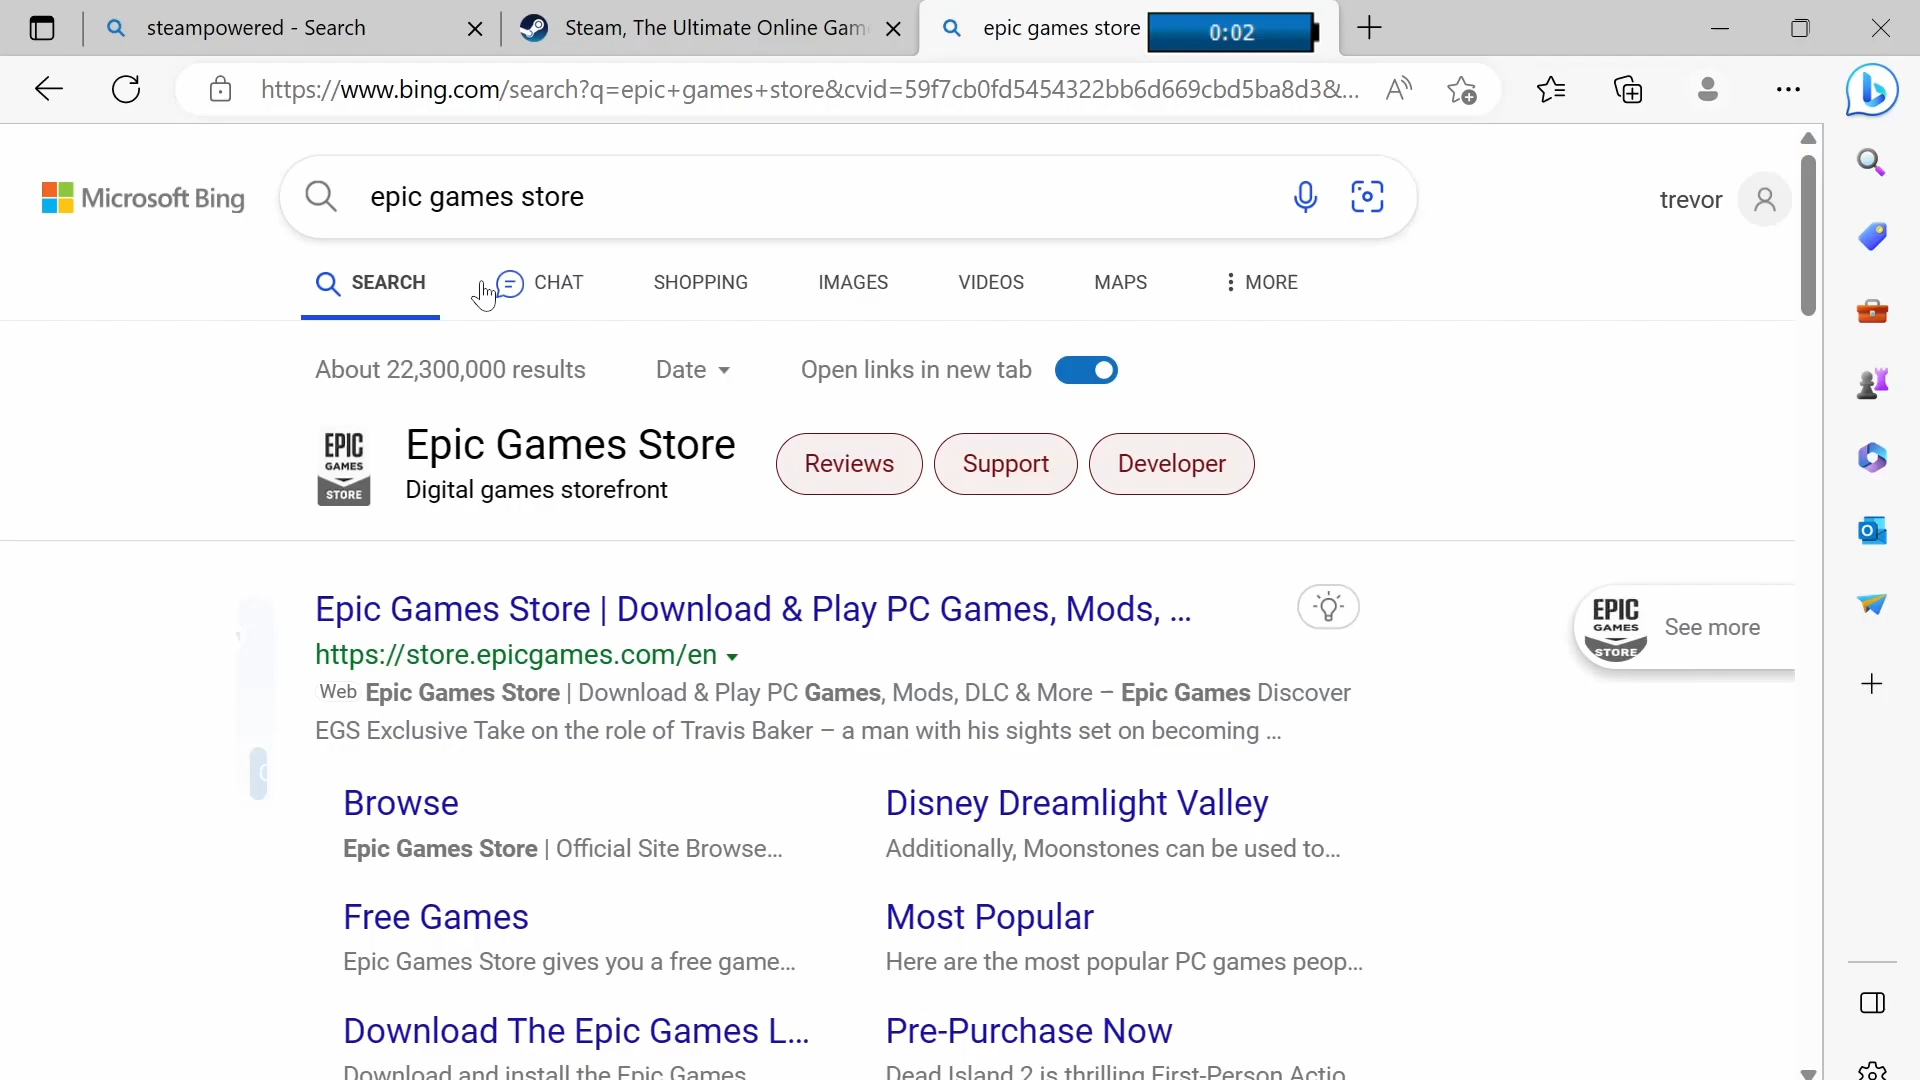 steampowered - Search
Steam, The Ultimate Online Gam
epic games store
0:02
https://www.bing.com/search?q=epic+games+store&cvid=59f7cb0fd5454322bb6d669cbd5ba8d3&...
Microsoft Bing
epic games store
trevor
SEARCH
CHAT
SHOPPING
IMAGES
VIDEOS
MAPS
MORE
About 22,300,000 results
Date
Open links in new tab
EPIC
GAMES
STORE
Epic Games Store
Digital games storefront
Reviews
Support
Developer
Epic Games Store | Download & Play PC Games, Mods, ...
https://store.epicgames.com/en
Web Epic Games Store | Download & Play PC Games, Mods, DLC & More – Epic Games Discover
EGS Exclusive Take on the role of Travis Baker – a man with his sights set on becoming ...
EPIC
GAMES
STORE
See more
Browse
Epic Games Store | Official Site Browse...
Disney Dreamlight Valley
Additionally, Moonstones can be used to...
Free Games
Epic Games Store gives you a free game...
Most Popular
Here are the most popular PC games peop...
Download The Epic Games L...
Download and install the Epic Games
Pre-Purchase Now
Dead Island 2 is thrilling First-Person Actio